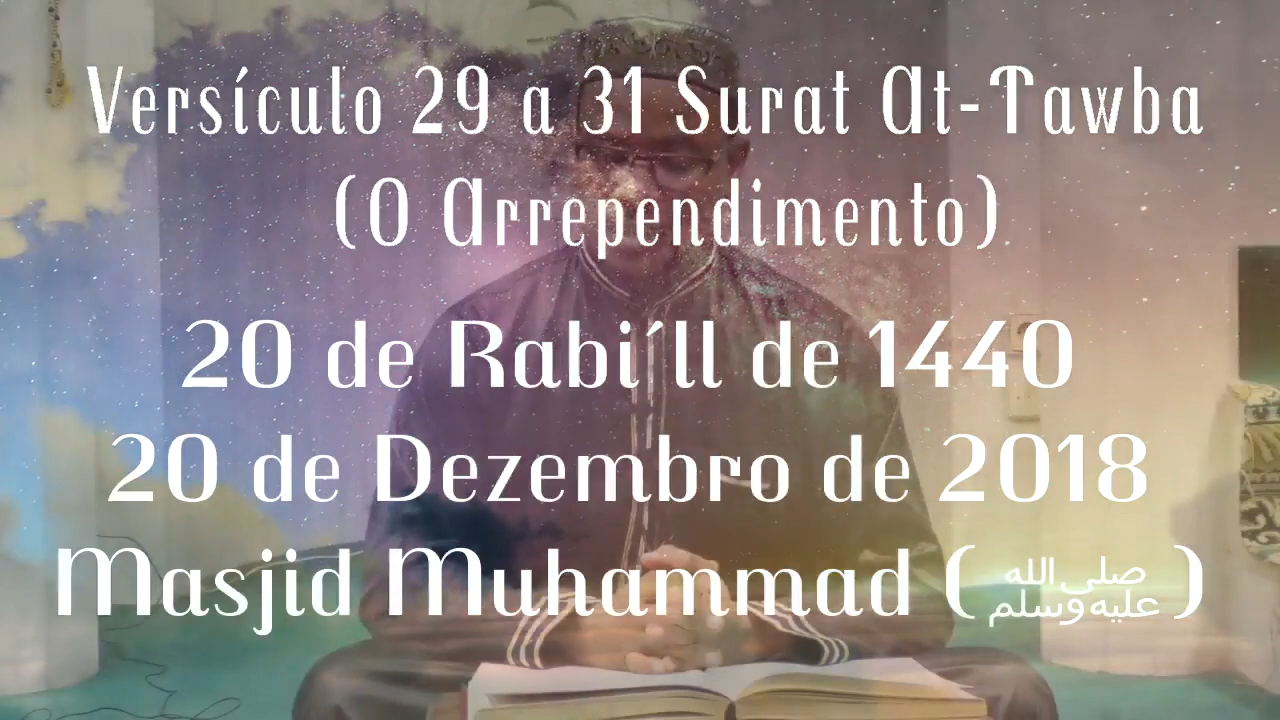 Versículo 29 a 31 Surat At-Tawba
(O Arrependimento)
20 de Rabi´ll de 1440
20 de Dezembro de 2018
Masjid Muhammad (صلى الله عليه وسلم)